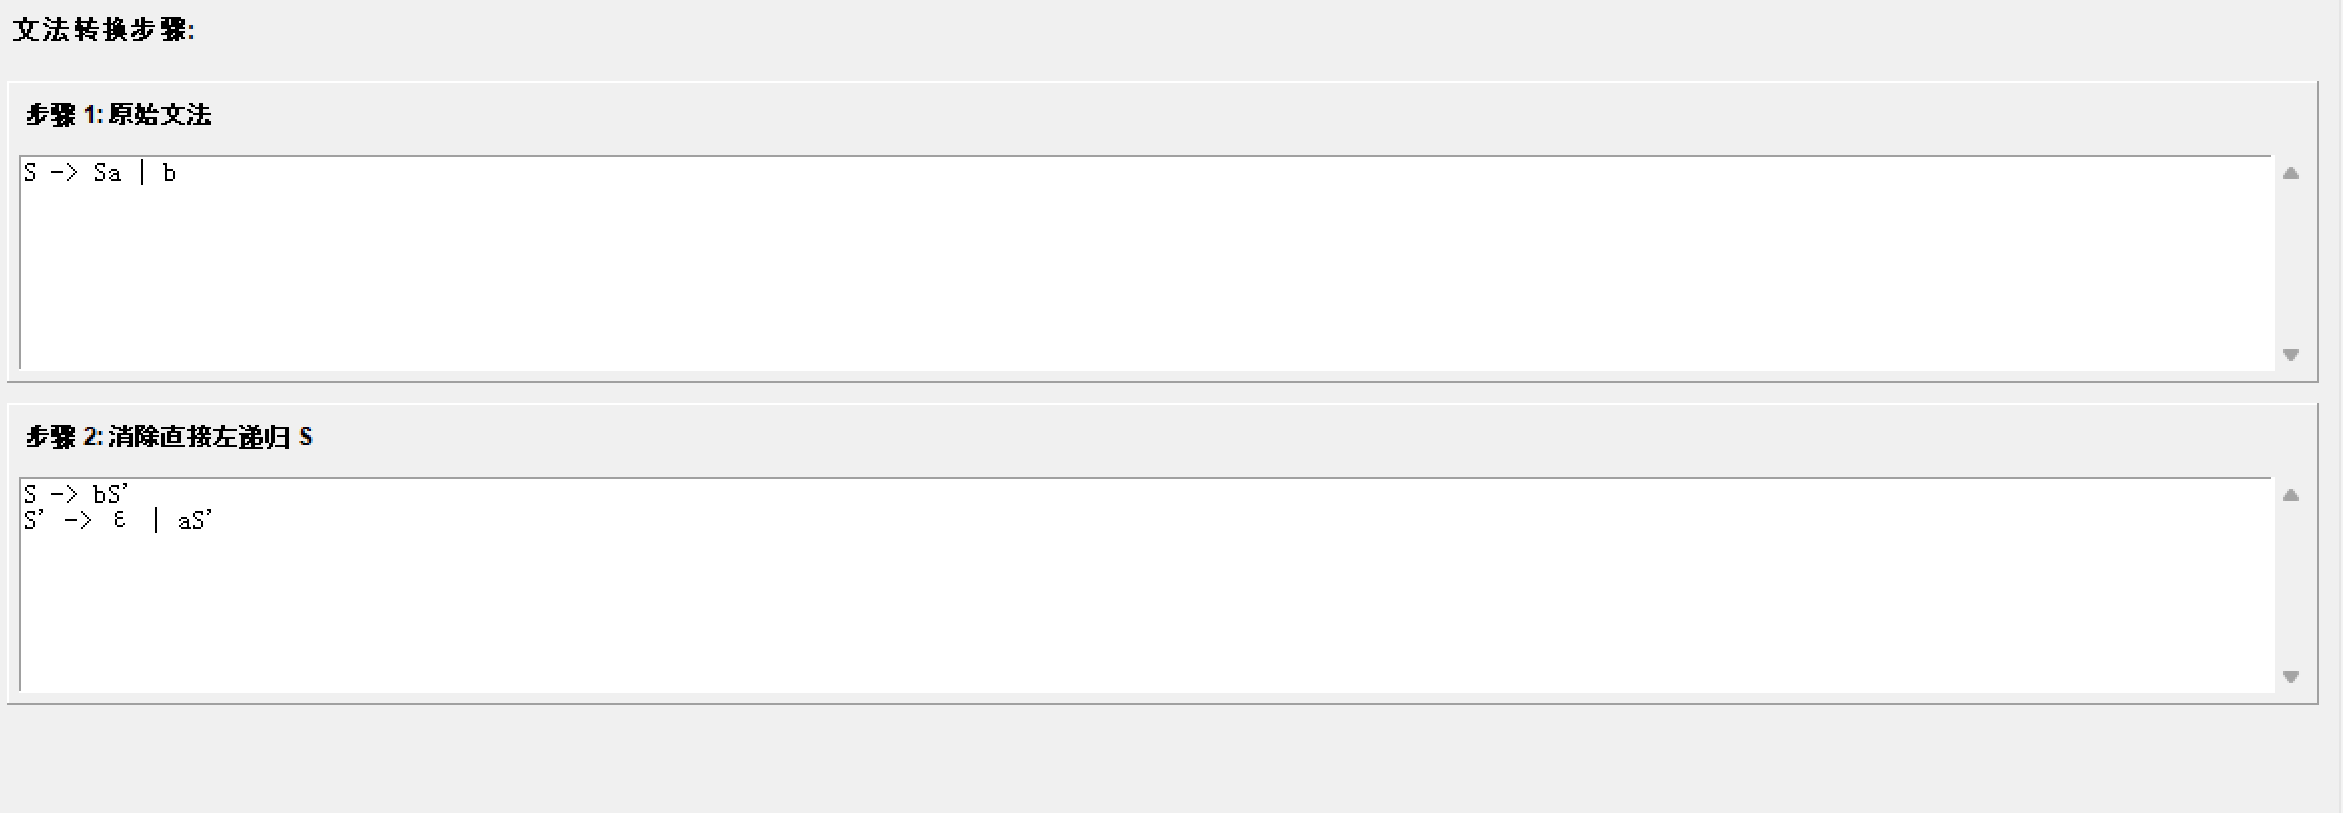 文法转换步骤:
步骤 1: 原始文法
S -> Sa | b
步骤 2: 消除直接左递归 S
S -> bS'
S' -> ε | aS'